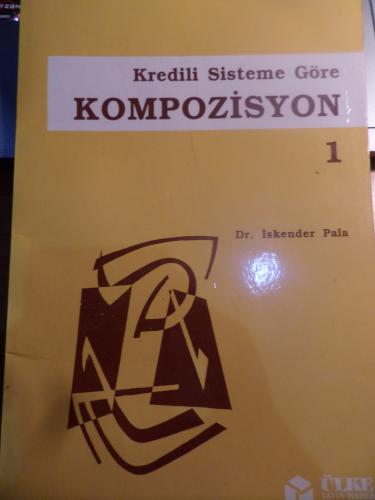 Kredili Sisteme Göre
KOMPOZİSYON
1
Dr. İskender Pala
ÜLKE